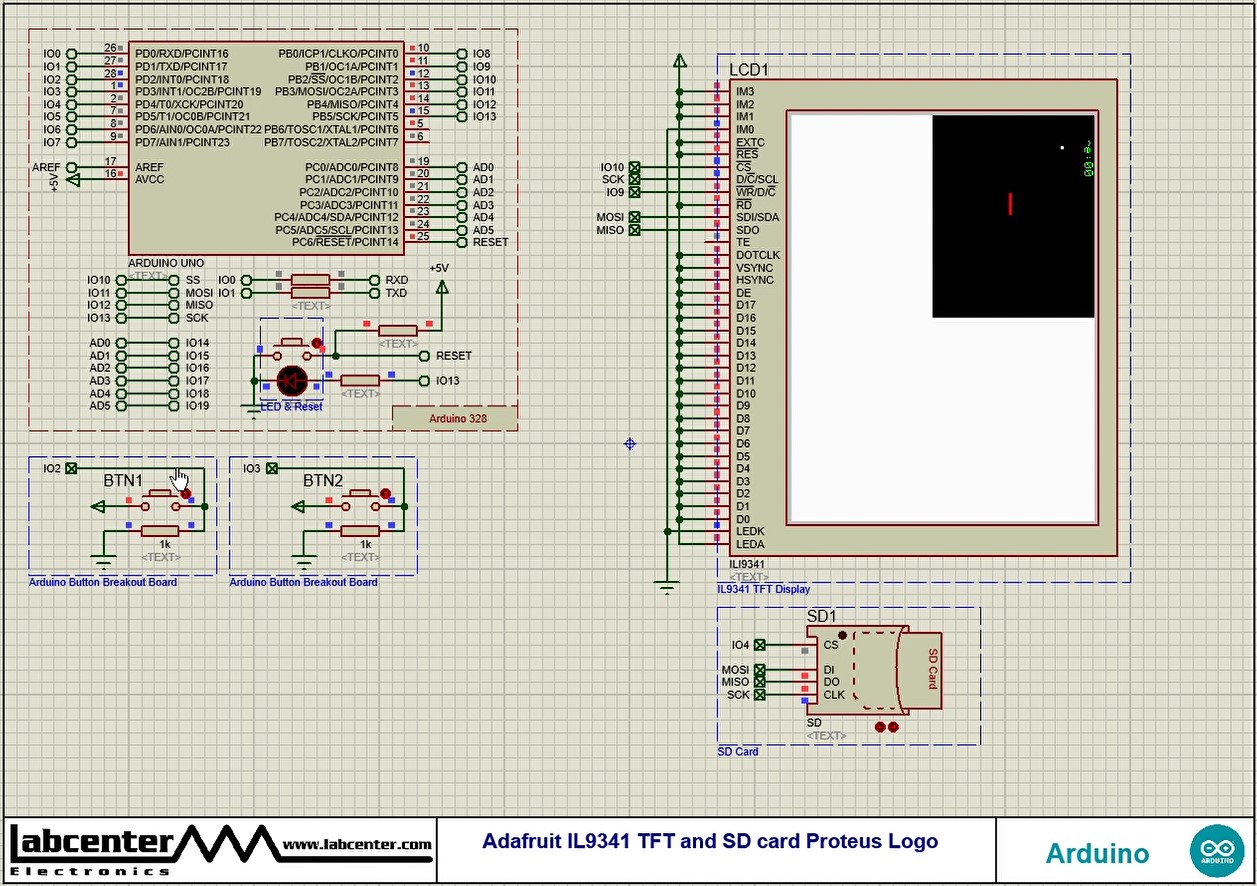 IO0 26 PD0/RXD/PCINT16 PB0/ICP1/CLKO/PCINT0 10 IO8
IO1 27 PD1/TXD/PCINT17 PB1/OC1A/PCINT1 11 IO9
IO2 28 PD2/INT0/PCINT18 PB2/SS/OC1B/PCINT2 12 IO10
IO3 1 PD3/INT1/OC2B/PCINT19 PB3/MOSI/OC2A/PCINT3 13 IO11
IO4 2 PD4/T0/XCK/PCINT20 PB4/MISO/PCINT4 14 IO12
IO5 7 PD5/T1/OC0B/PCINT21 PB5/SCK/PCINT5 15 IO13
IO6 8 PD6/AIN0/OC0A/PCINT22 PB6/TOSC1/XTAL1/PCINT6 5
IO7 9 PD7/AIN1/PCINT23 PB7/TOSC2/XTAL2/PCINT7 6
AREF 17 AREF PC0/ADC0/PCINT8 19 AD0
+5V 16 AVCC PC1/ADC1/PCINT9 20 AD1
PC2/ADC2/PCINT10 21 AD2
PC3/ADC3/PCINT11 22 AD3
PC4/ADC4/SDA/PCINT12 23 AD4
PC5/ADC5/SCL/PCINT13 24 AD5
PC6/RESET/PCINT14 25 RESET
ARDUINO UNO
<TEXT>
IO10 SS
IO11 MOSI
IO12 MISO
IO13 SCK
IO0 RXD
IO1 TXD
<TEXT>
+5V
<TEXT>
AD0 IO14
AD1 IO15
AD2 IO16
AD3 IO17
AD4 IO18
AD5 IO19
RESET
IO13
<TEXT>
LED & Reset
Arduino 328
IO2
BTN1
1k
<TEXT>
Arduino Button Breakout Board
IO3
BTN2
1k
<TEXT>
Arduino Button Breakout Board
LCD1
IM3
IM2
IM1
IM0
EXTC
RES
IO10 CS
SCK D/C/SCL
IO9 WR/D/C
RD
MOSI SDI/SDA
MISO SDO
TE
DOTCLK
VSYNC
HSYNC
DE
D17
D16
D15
D14
D13
D12
D11
D10
D9
D8
D7
D6
D5
D4
D3
D2
D1
D0
LEDK
LEDA
ILI9341
<TEXT>
IL9341 TFT Display
SD1
IO4 CS
MOSI DI
MISO DO
SCK CLK
SD Card
SD
<TEXT>
SD Card
Labcenter www.labcenter.com
Electronics
Adafruit IL9341 TFT and SD card Proteus Logo
Arduino
ARDUINO